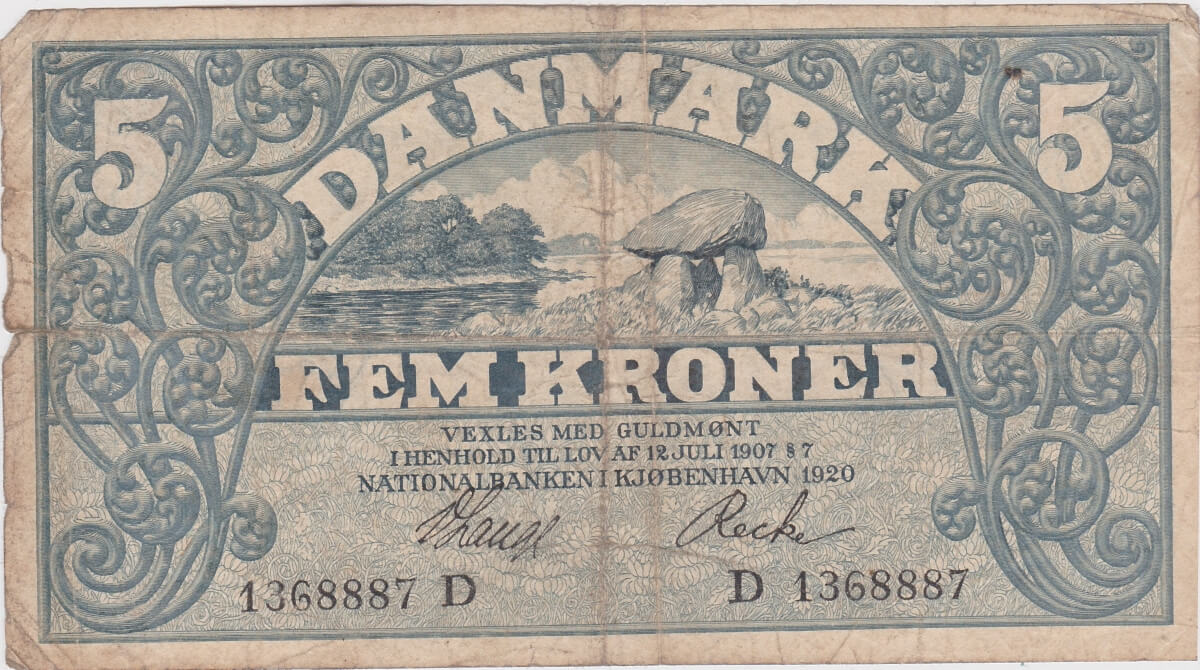 5 5
DANMARK
FEM KRONER
VEXLES MED GULDMØNT
I HENHOLD TIL LOV AF 12 JULI 1907 § 7
NATIONALBANKEN I KJØBENHAVN 1920
VLange Recke
1368887 D D 1368887